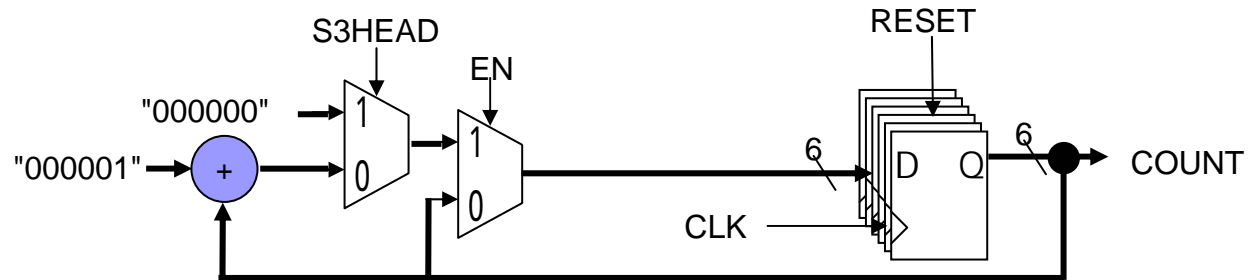 RESET
S3HEAD
EN
"000000"
1
1
6
6
"000001"
+
0
D
Q
COUNT
0
CLK